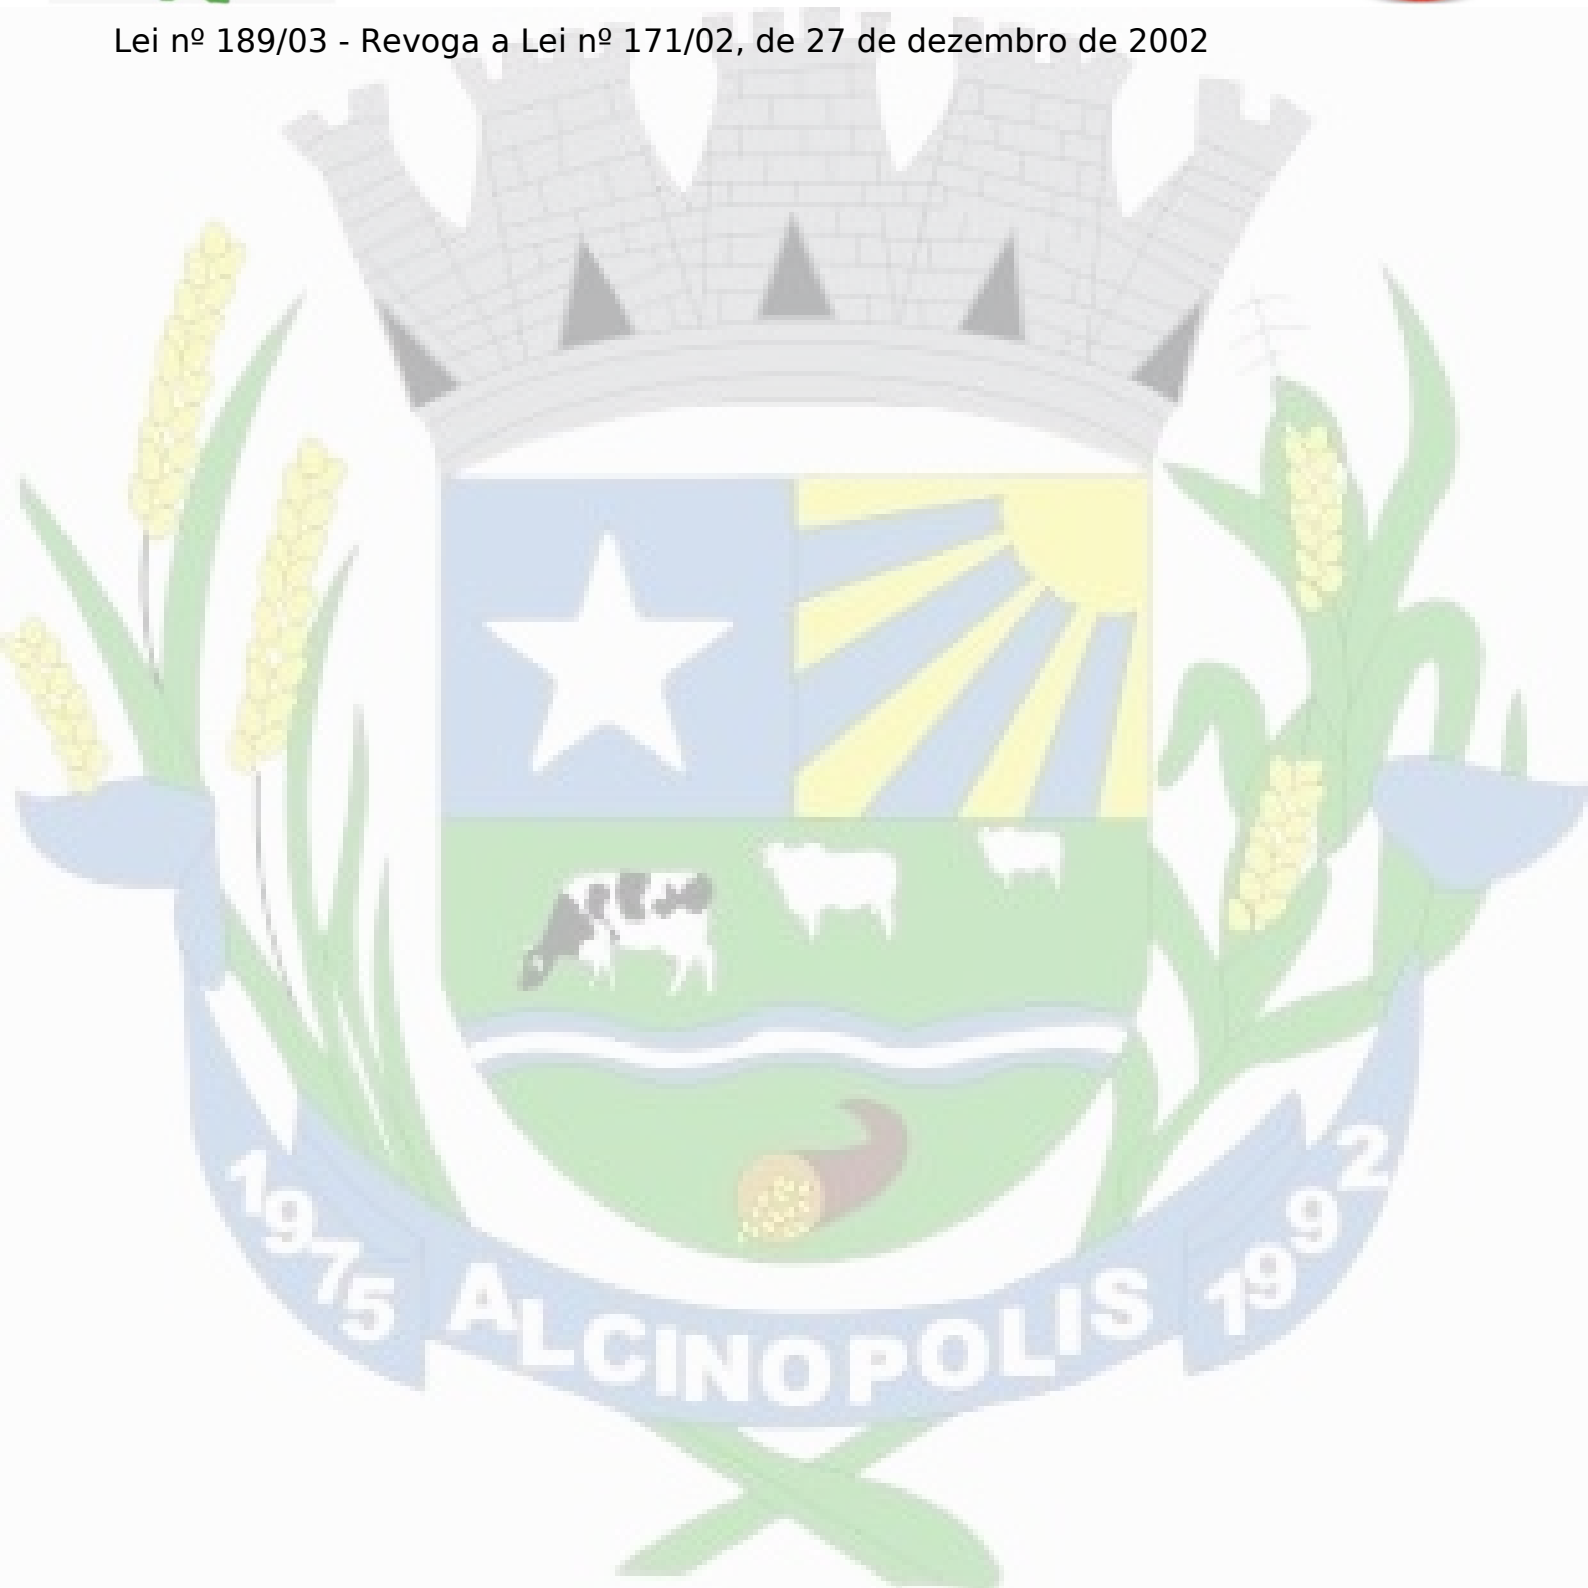 Lei nº 189/03 - Revoga a Lei nº 171/02, de 27 de dezembro de 2002
1975 ALCINOPOLIS 1992